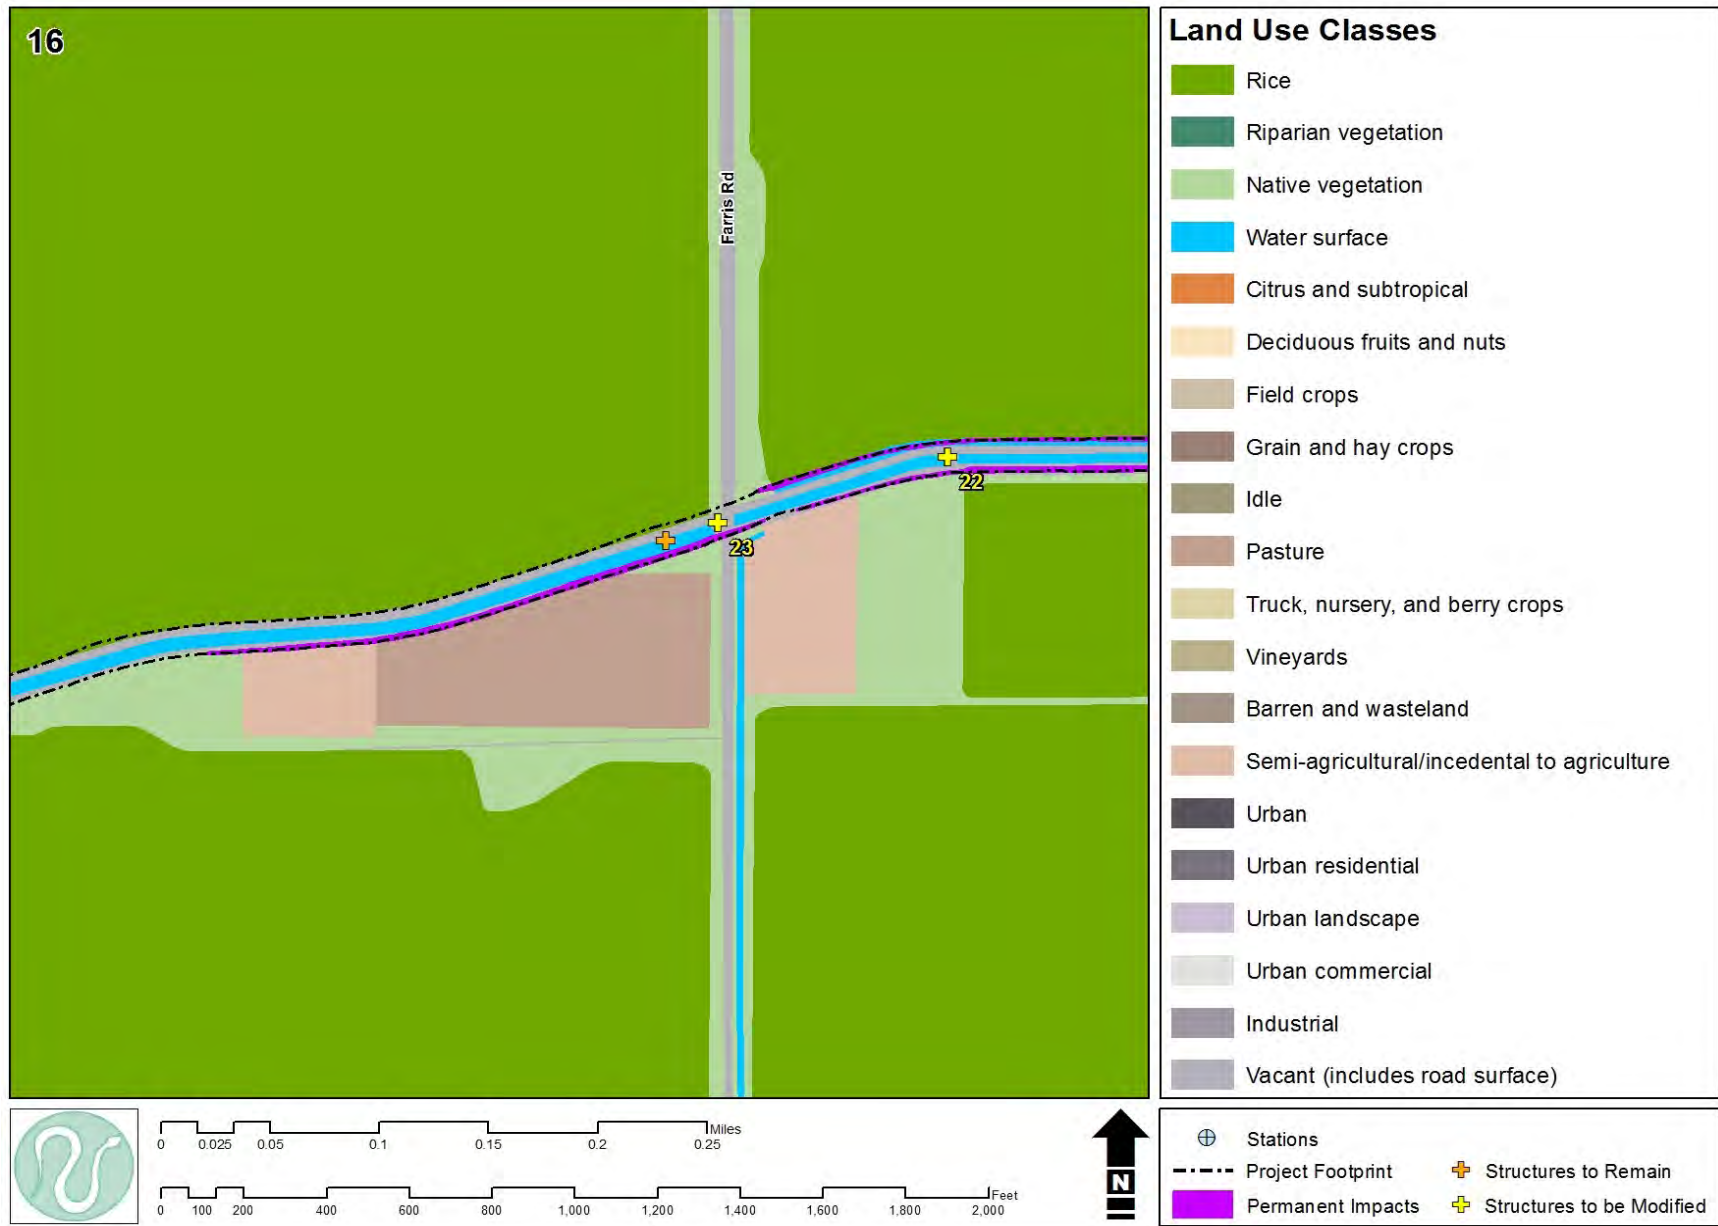 16
Farris Rd
22
23
Land Use Classes
Rice
Riparian vegetation
Native vegetation
Water surface
Citrus and subtropical
Deciduous fruits and nuts
Field crops
Grain and hay crops
Idle
Pasture
Truck, nursery, and berry crops
Vineyards
Barren and wasteland
Semi-agricultural/incedental to agriculture
Urban
Urban residential
Urban landscape
Urban commercial
Industrial
Vacant (includes road surface)
Miles
0 0.025 0.05 0.1 0.15 0.2 0.25
Feet
0 100 200 400 600 800 1,000 1,200 1,400 1,600 1,800 2,000
N
Stations
Project Footprint
Structures to Remain
Permanent Impacts
Structures to be Modified